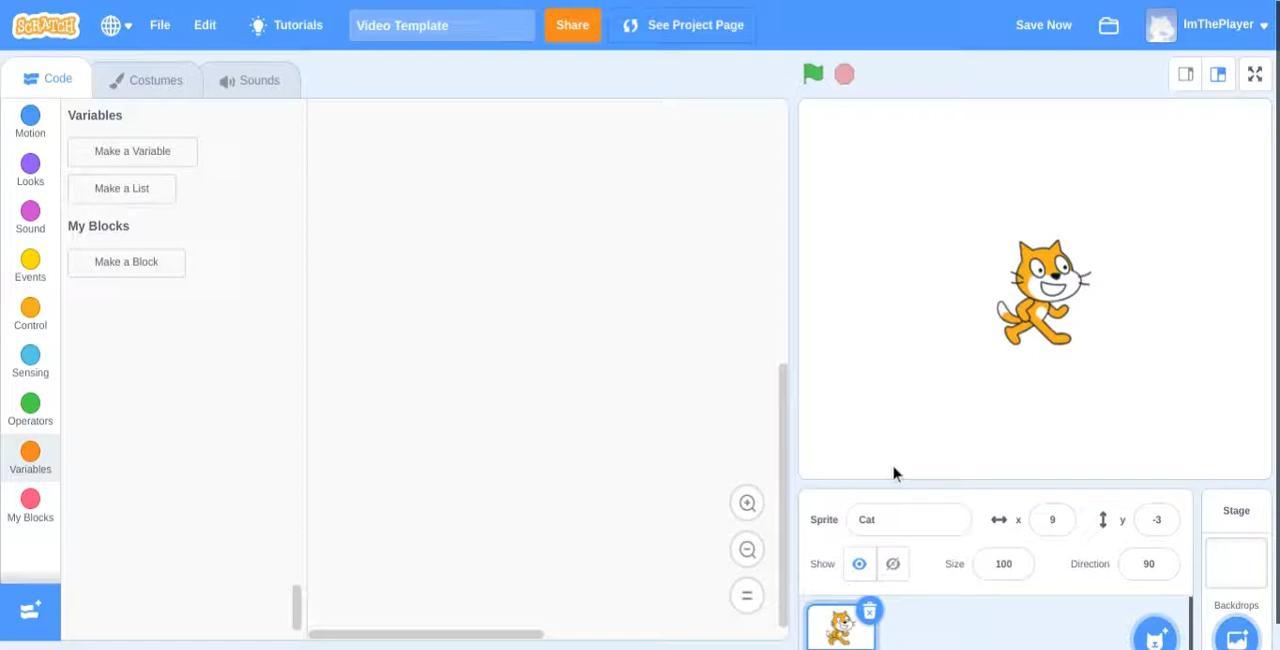 SCRATCH File Edit Tutorials Video Template Share See Project Page Save Now ImThePlayer
Code Costumes Sounds
Motion
Looks
Sound
Events
Control
Sensing
Operators
Variables
My Blocks
Variables
Make a Variable
Make a List
My Blocks
Make a Block
Sprite Cat x 9 y -3
Show Size 100 Direction 90
Stage
Backdrops